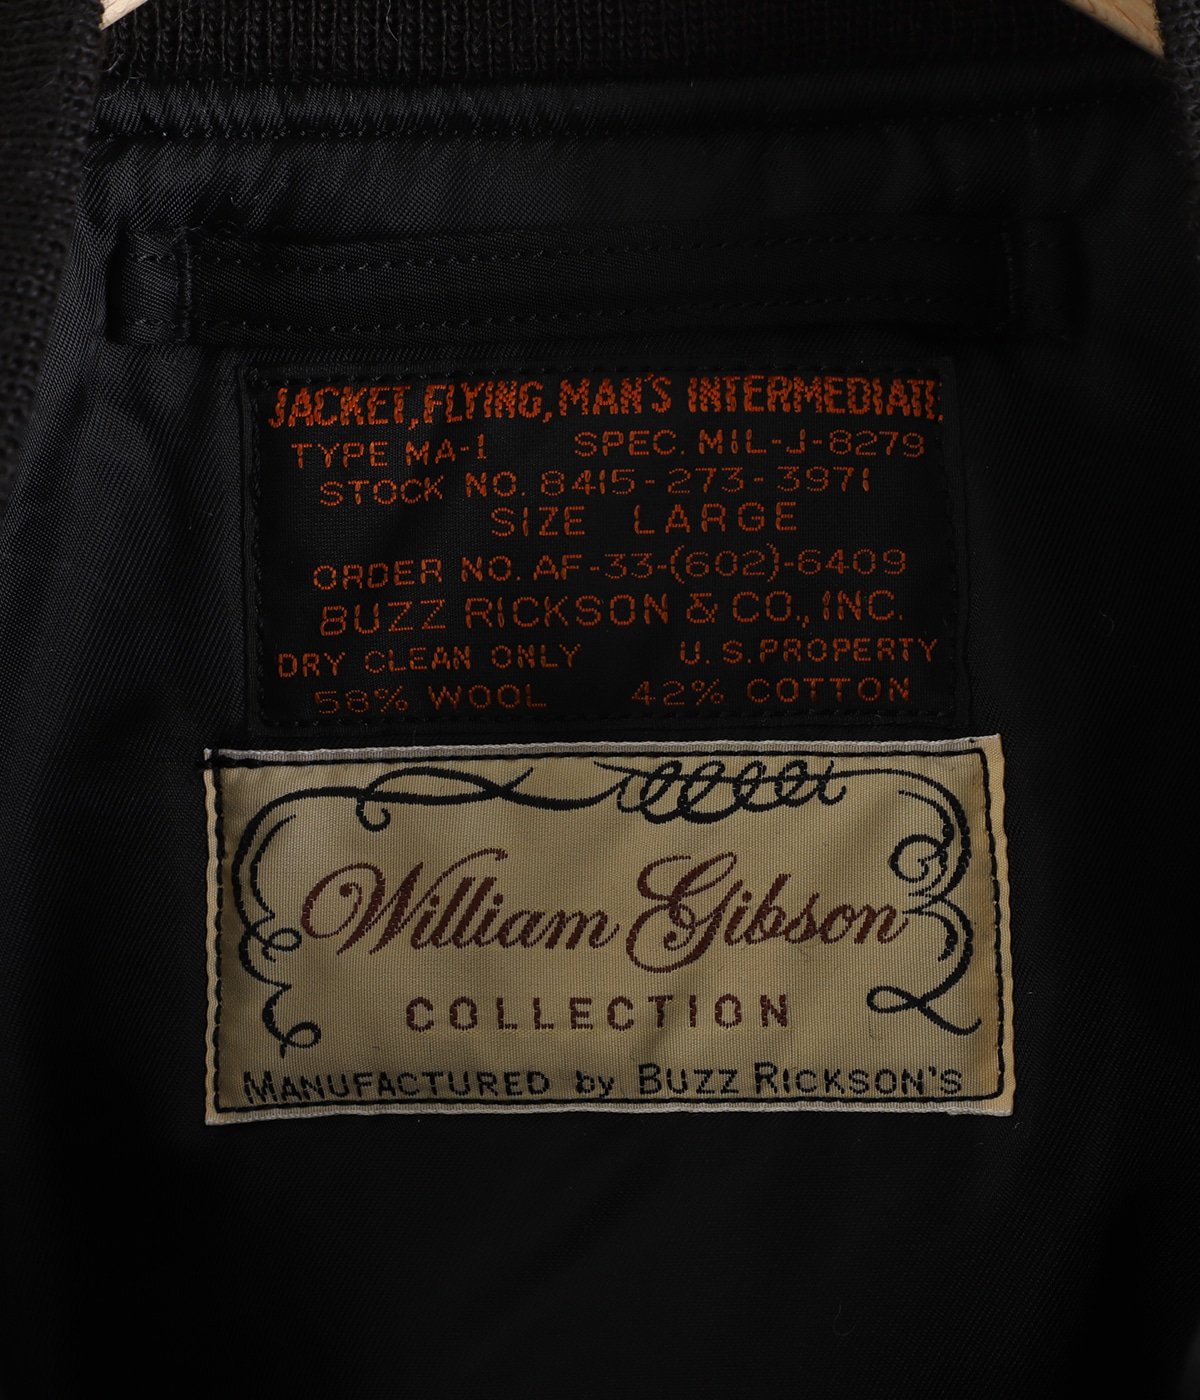 JACKET, FLYING, MAN'S INTERMEDIATE.
TYPE MA-1 SPEC. MIL-J-8279
STOCK NO. 8415-273-3971
SIZE LARGE
ORDER NO. AF-33-(602)-6409
BUZZ RICKSON & CO., INC.
DRY CLEAN ONLY U.S. PROPERTY
58% WOOL 42% COTTON
William Gibson
COLLECTION
MANUFACTURED by BUZZ RICKSON'S